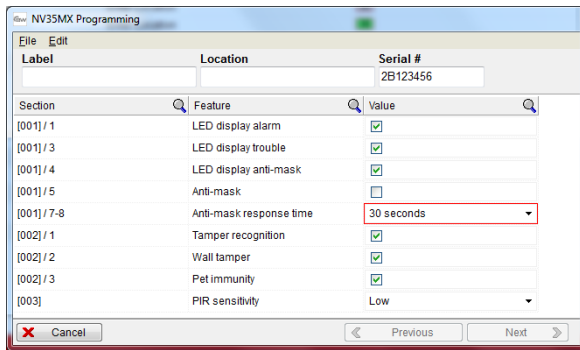 NV35MX Programming
File Edit
Label Location Serial #
2B123456
Section Feature Value
[001] / 1 LED display alarm
[001] / 3 LED display trouble
[001] / 4 LED display anti-mask
[001] / 5 Anti-mask
[001] / 7-8 Anti-mask response time 30 seconds
[002] / 1 Tamper recognition
[002] / 2 Wall tamper
[002] / 3 Pet immunity
[003] PIR sensitivity Low
Cancel Previous Next